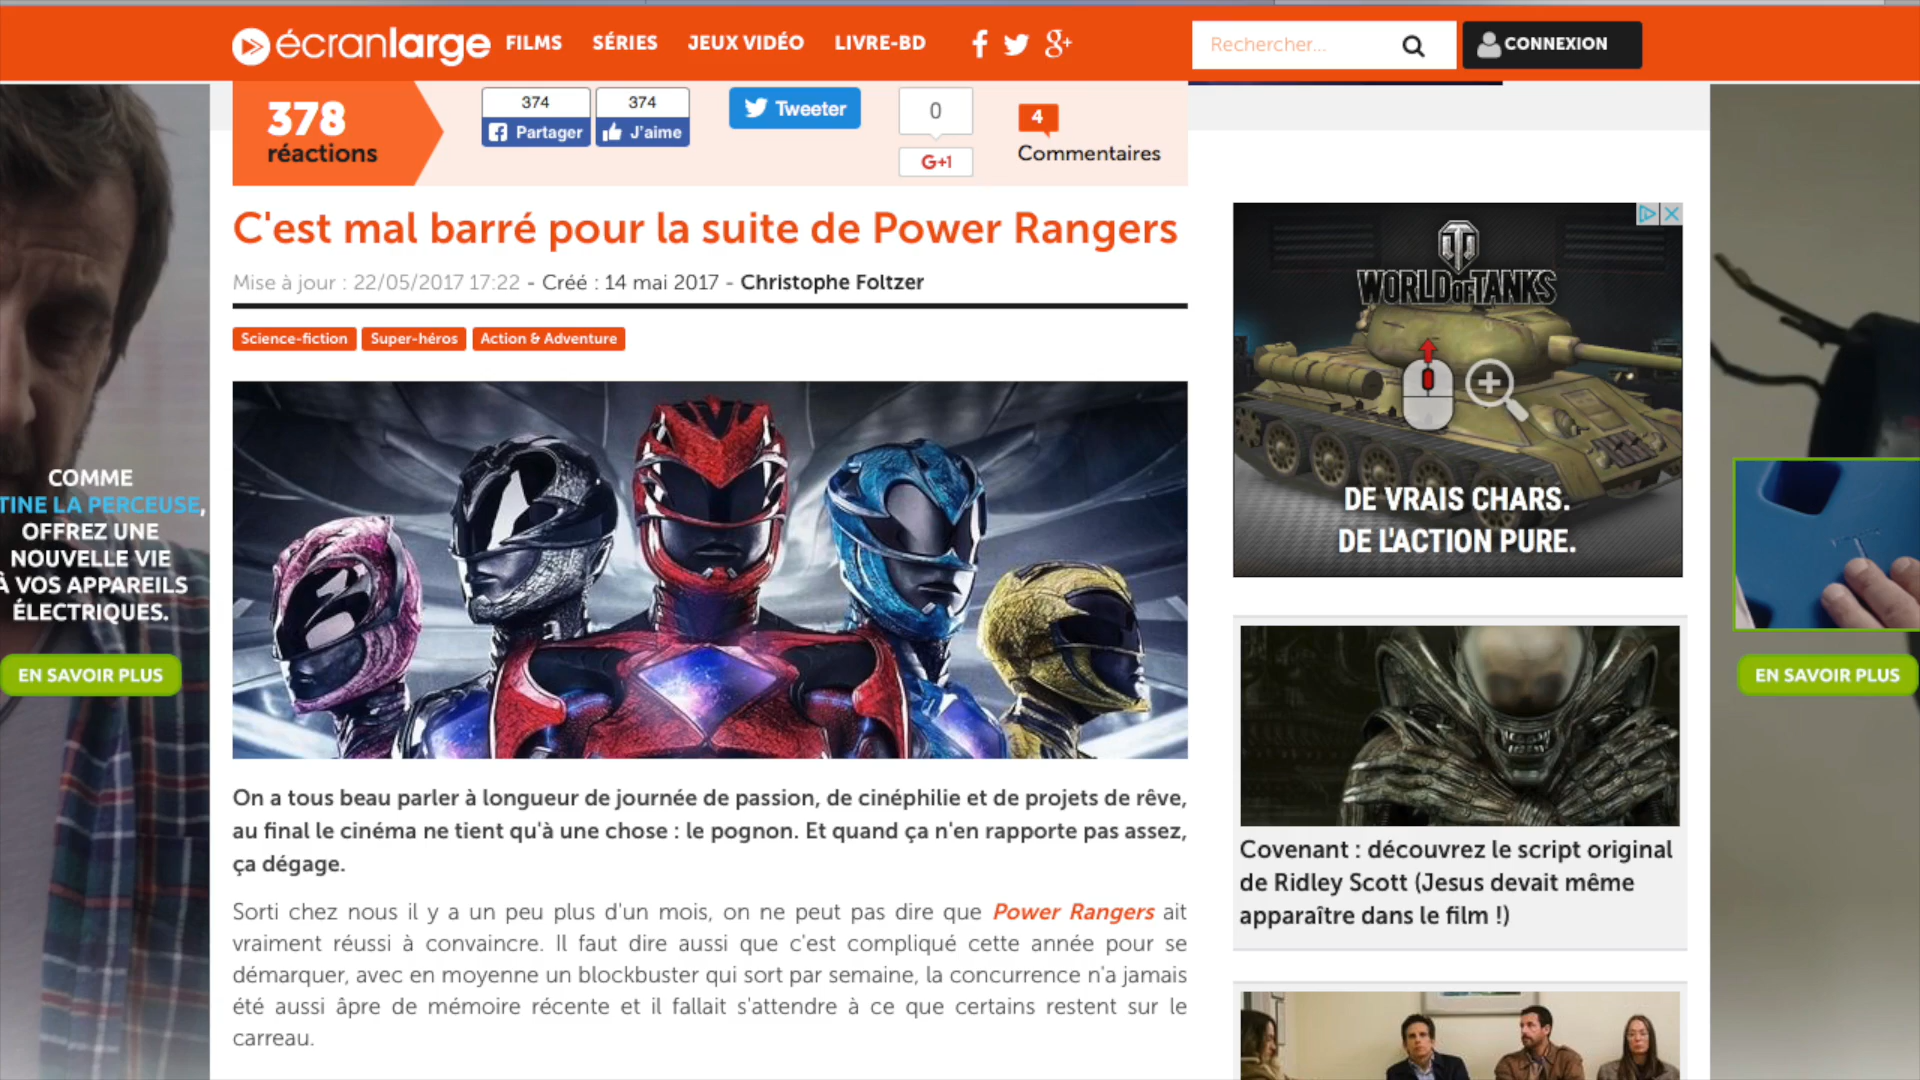 écranlarge FILMS SÉRIES JEUX VIDÉO LIVRE-BD
Rechercher...
CONNEXION
378
réactions
374
Partager
374
J'aime
Tweeter
0
G+1
4
Commentaires
C'est mal barré pour la suite de Power Rangers
Mise à jour : 22/05/2017 17:22 - Créé : 14 mai 2017 - Christophe Foltzer
Science-fiction Super-héros Action & Adventure
On a tous beau parler à longueur de journée de passion, de cinéphilie et de projets de rêve,
au final le cinéma ne tient qu'à une chose : le pognon. Et quand ça n'en rapporte pas assez,
ça dégage.
Sorti chez nous il y a un peu plus d'un mois, on ne peut pas dire que Power Rangers ait
vraiment réussi à convaincre. Il faut dire aussi que c'est compliqué cette année pour se
démarquer, avec en moyenne un blockbuster qui sort par semaine, la concurrence n'a jamais
été aussi âpre de mémoire récente et il fallait s'attendre à ce que certains restent sur le
carreau.
WORLD OF TANKS
DE VRAIS CHARS.
DE L'ACTION PURE.
Covenant : découvrez le script original
de Ridley Scott (Jesus devait même
apparaître dans le film !)
COMME
TINE LA PERCEUSE,
OFFREZ UNE
NOUVELLE VIE
À VOS APPAREILS
ÉLECTRIQUES.
EN SAVOIR PLUS
EN SAVOIR PLUS